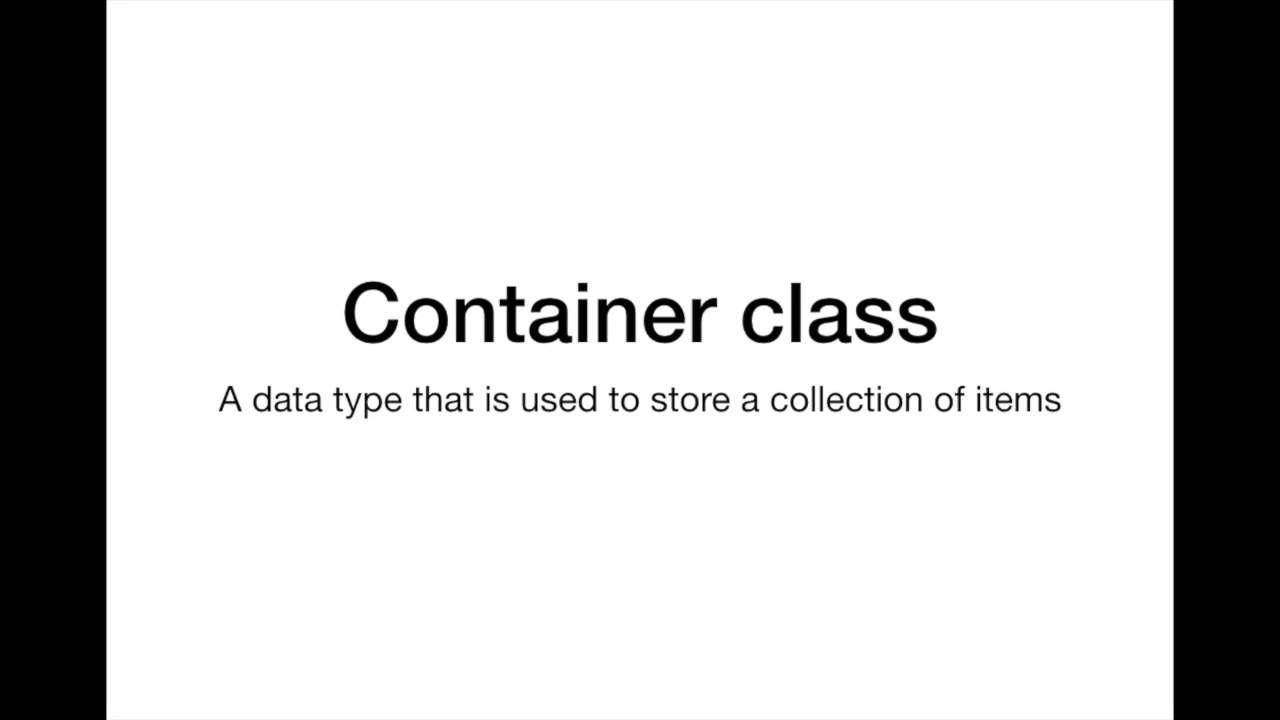 Container class
A data type that is used to store a collection of items